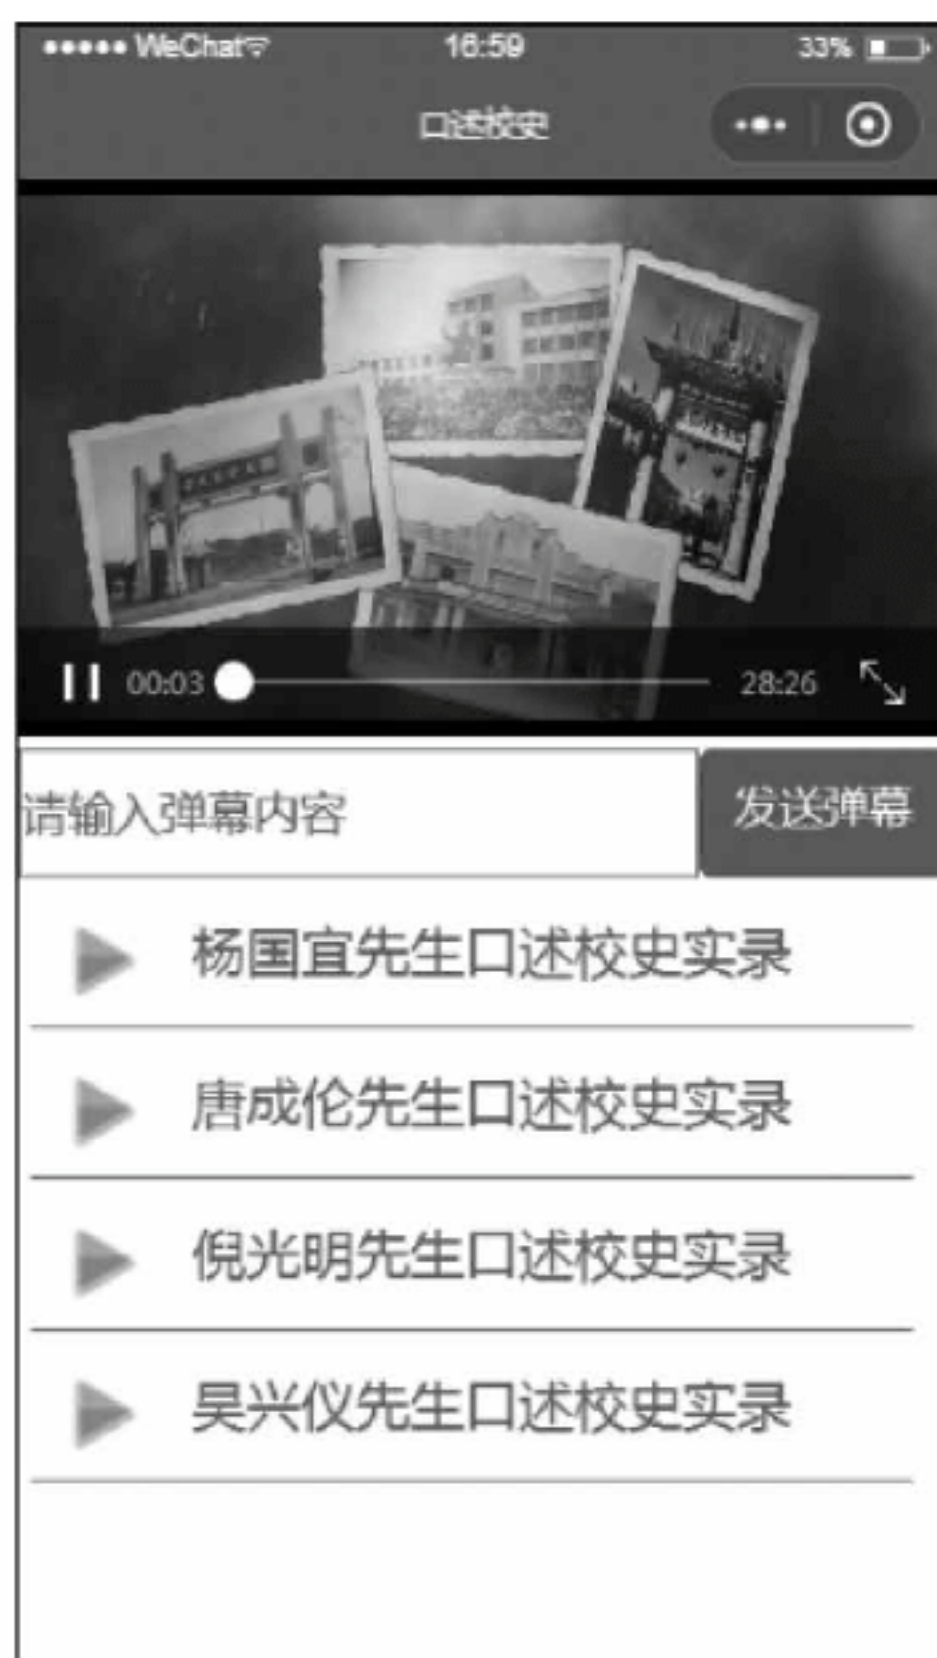 WeChat
16:59
33%
口述校史
00:03
28:26
请输入弹幕内容
发送弹幕
杨国宜先生口述校史实录
唐成伦先生口述校史实录
倪光明先生口述校史实录
吴兴仪先生口述校史实录